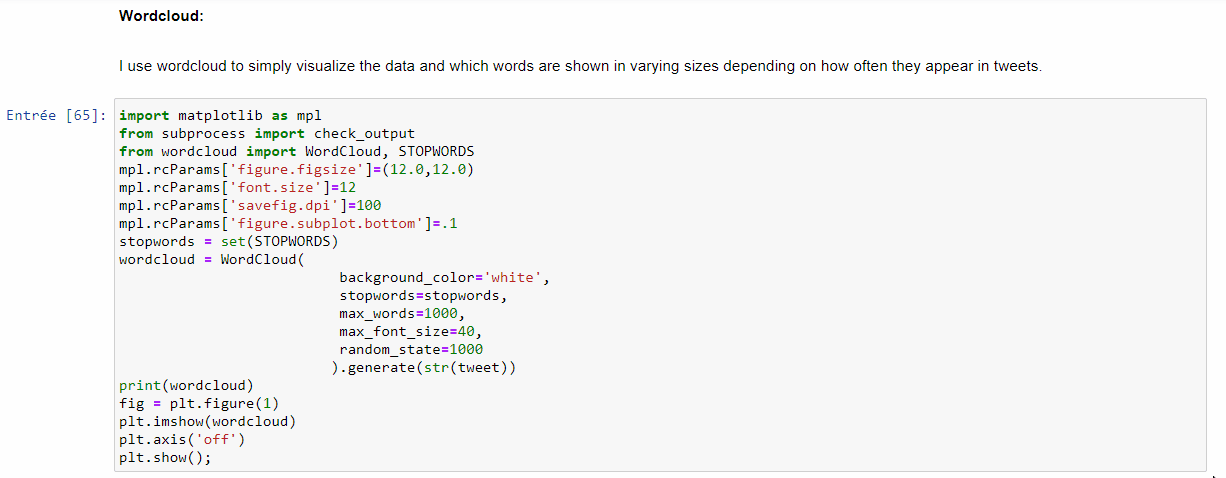 Wordcloud:
I use wordcloud to simply visualize the data and which words are shown in varying sizes depending on how often they appear in tweets.
Entrée [65]: import matplotlib as mpl
from subprocess import check_output
from wordcloud import WordCloud, STOPWORDS
mpl.rcParams['figure.figsize']=(12.0,12.0)
mpl.rcParams['font.size']=12
mpl.rcParams['savefig.dpi']=100
mpl.rcParams['figure.subplot.bottom']=.1
stopwords = set(STOPWORDS)
wordcloud = WordCloud(
background_color='white',
stopwords=stopwords,
max_words=1000,
max_font_size=40,
random_state=1000
).generate(str(tweet))
print(wordcloud)
fig = plt.figure(1)
plt.imshow(wordcloud)
plt.axis('off')
plt.show();